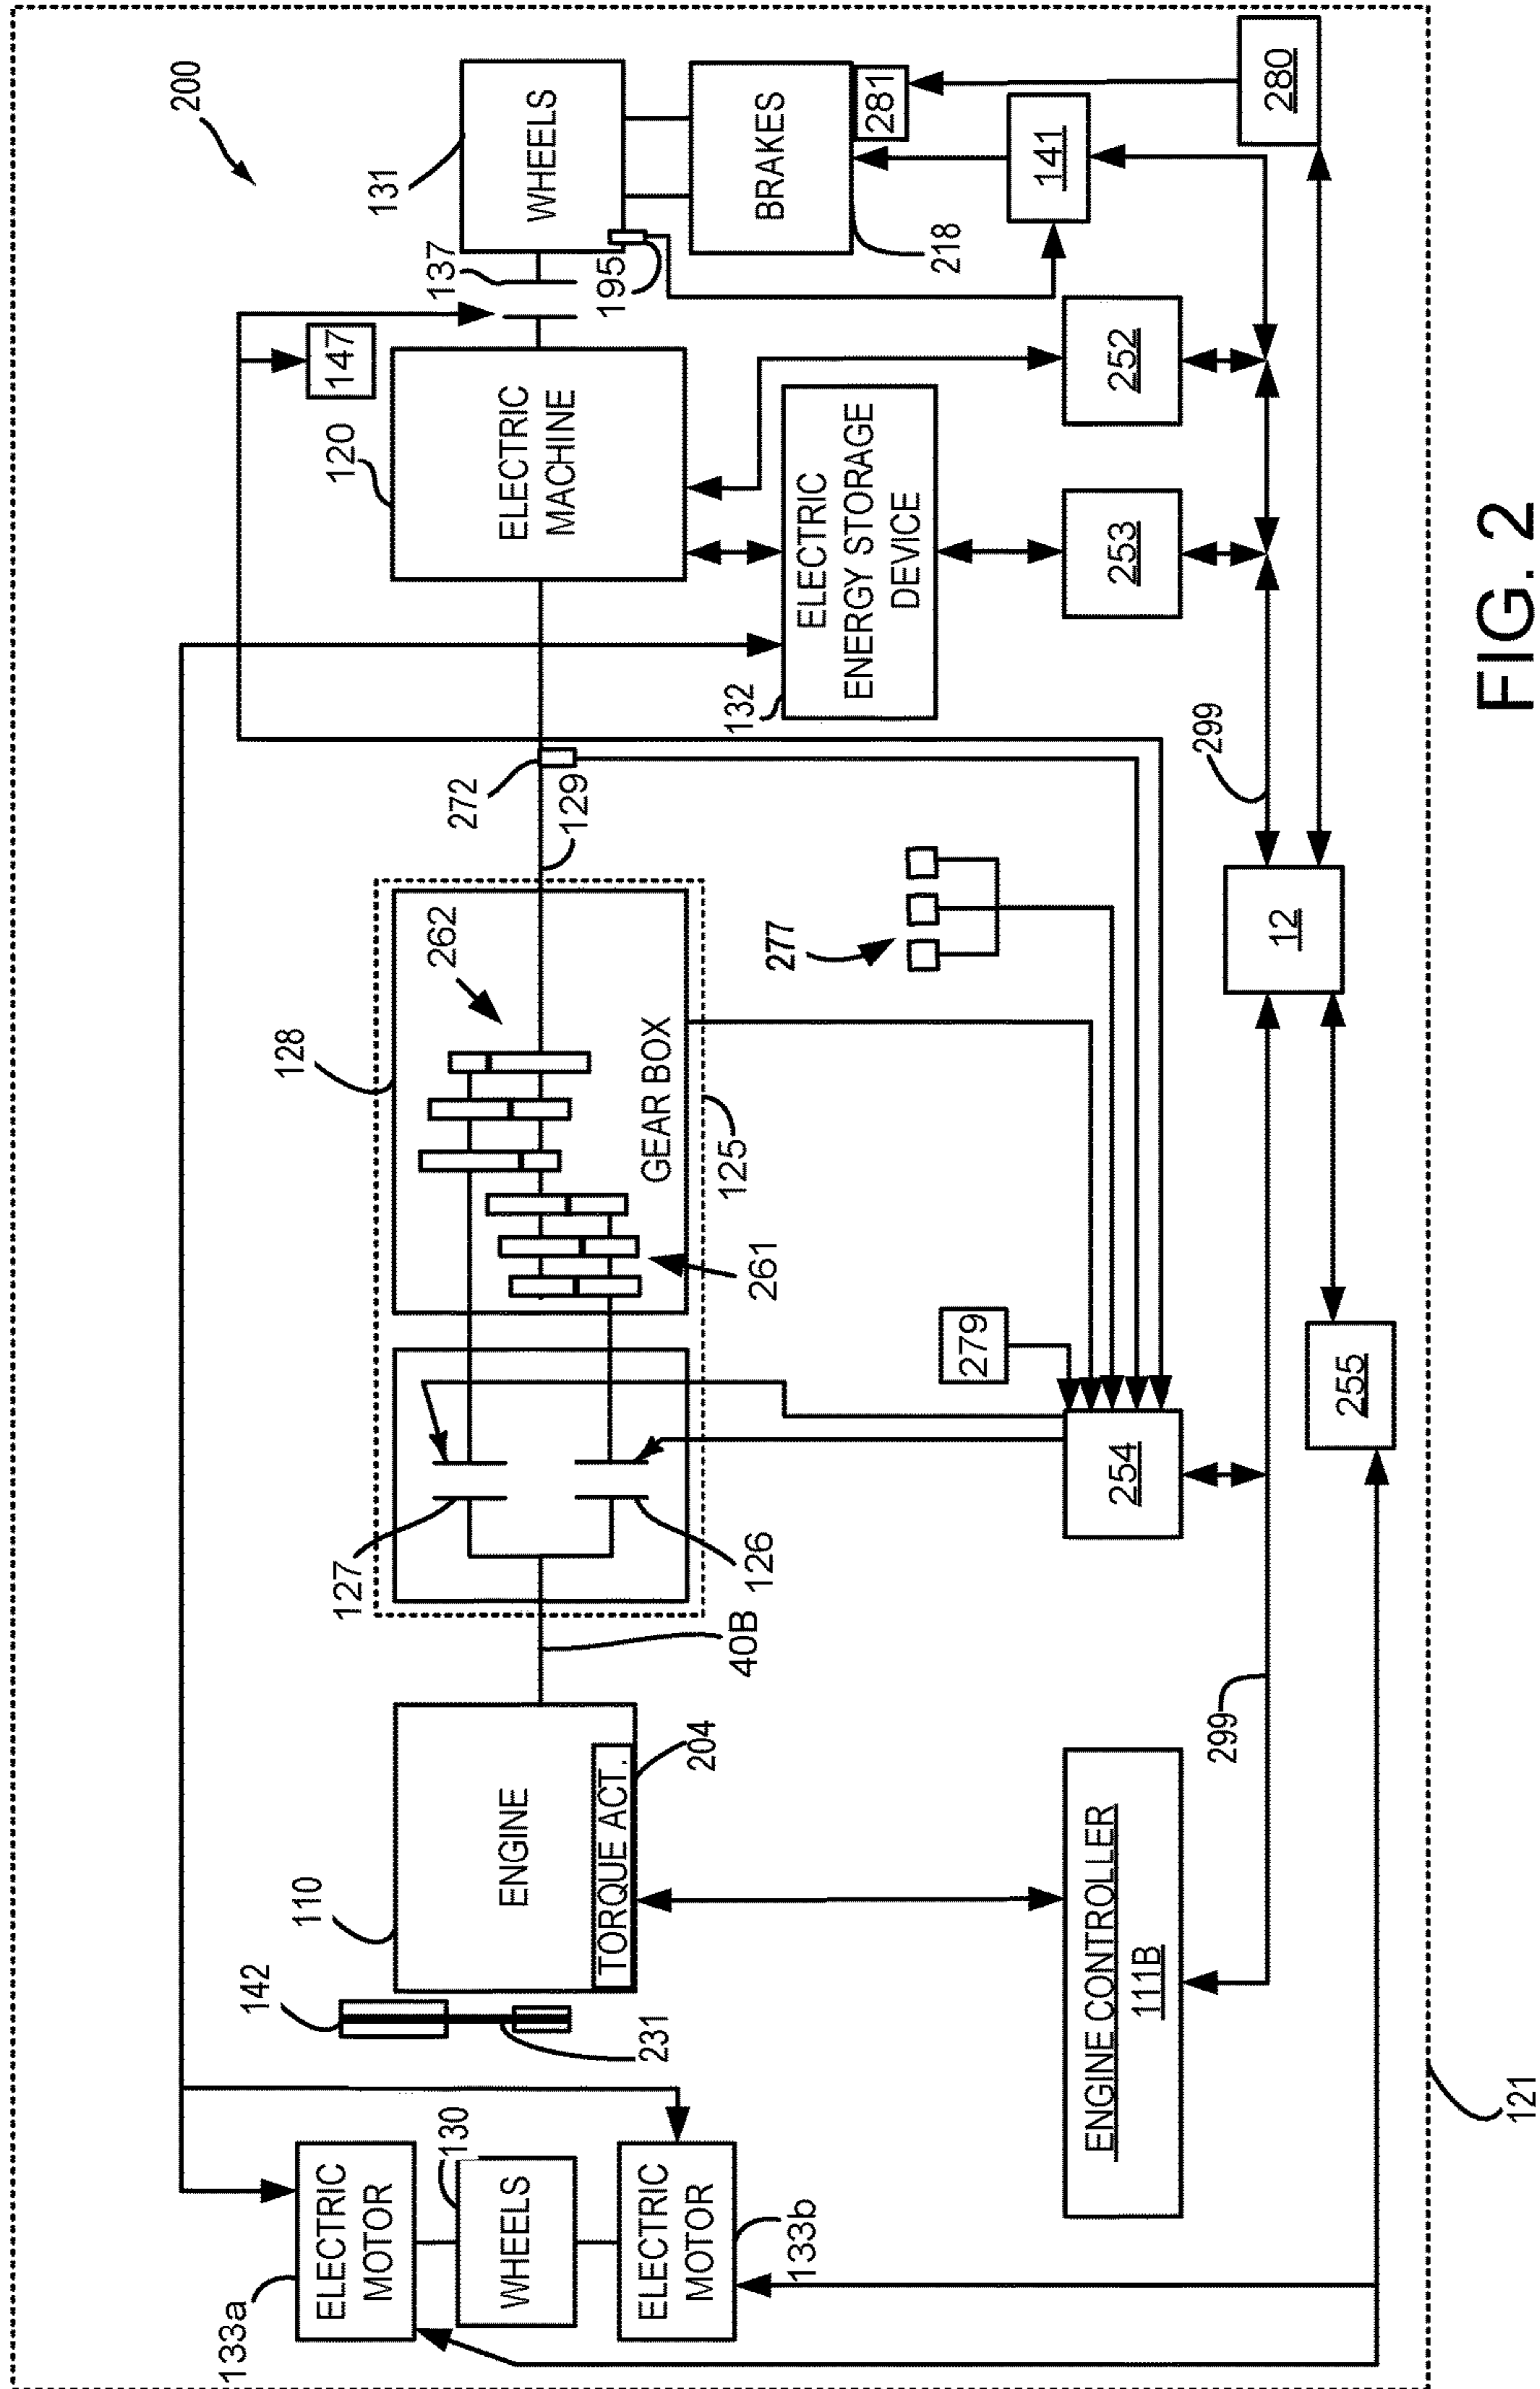 200
131
WHEELS
137
195
BRAKES
281
280
141
218
147
120
ELECTRIC
MACHINE
252
ELECTRIC
ENERGY STORAGE
DEVICE
132
253
272
129
299
262
128
GEAR BOX
125
261
277
12
279
255
254
127
126
40B
110
ENGINE
TORQUE ACT.
204
142
231
299
ENGINE CONTROLLER
111B
121
133a
ELECTRIC
MOTOR
130
WHEELS
ELECTRIC
MOTOR
133b
FIG. 2